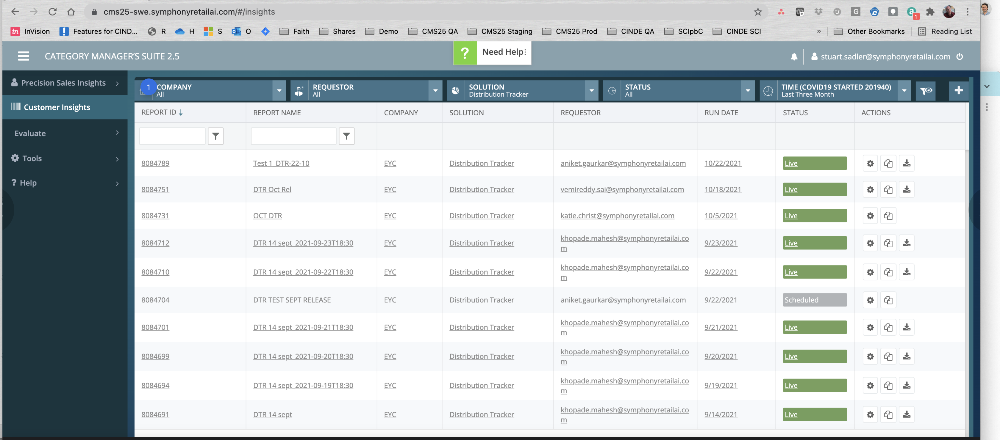 cms25-swe.symphonyretailai.com/#/insights
InVision Features for CIND... R H S O Faith Shares Demo CMS25 QA CMS25 Staging CMS25 Prod CINDE QA SCIpbC CINDE SCI » Other Bookmarks Reading List
CATEGORY MANAGER'S SUITE 2.5
? Need Help
stuart.sadler@symphonyretailai.com
Precision Sales Insights
Customer Insights
Evaluate
Tools
? Help
1
COMPANY
All
REQUESTOR
All
SOLUTION
Distribution Tracker
STATUS
All
TIME (COVID19 STARTED 201940)
Last Three Month
REPORT ID REPORT NAME COMPANY SOLUTION REQUESTOR RUN DATE STATUS ACTIONS
8084789 Test 1_DTR-22-10 EYC Distribution Tracker aniket.gaurkar@symphonyretailai.com 10/22/2021 Live
8084751 DTR Oct Rel EYC Distribution Tracker vemireddy.sai@symphonyretailai.com 10/18/2021 Live
8084731 OCT DTR EYC Distribution Tracker katie.christ@symphonyretailai.com 10/5/2021 Live
8084712 DTR 14 sept_2021-09-23T18:30 EYC Distribution Tracker khopade.mahesh@symphonyretailai.co 9/23/2021 Live
m
8084710 DTR 14 sept_2021-09-22T18:30 EYC Distribution Tracker khopade.mahesh@symphonyretailai.co 9/22/2021 Live
m
8084704 DTR TEST SEPT RELEASE EYC Distribution Tracker aniket.gaurkar@symphonyretailai.com 9/22/2021 Scheduled
8084701 DTR 14 sept_2021-09-21T18:30 EYC Distribution Tracker khopade.mahesh@symphonyretailai.co 9/21/2021 Live
m
8084699 DTR 14 sept_2021-09-20T18:30 EYC Distribution Tracker khopade.mahesh@symphonyretailai.co 9/20/2021 Live
m
8084694 DTR 14 sept_2021-09-19T18:30 EYC Distribution Tracker khopade.mahesh@symphonyretailai.co 9/19/2021 Live
m
8084691 DTR 14 sept EYC Distribution Tracker khopade.mahesh@symphonyretailai.co 9/14/2021 Live
m